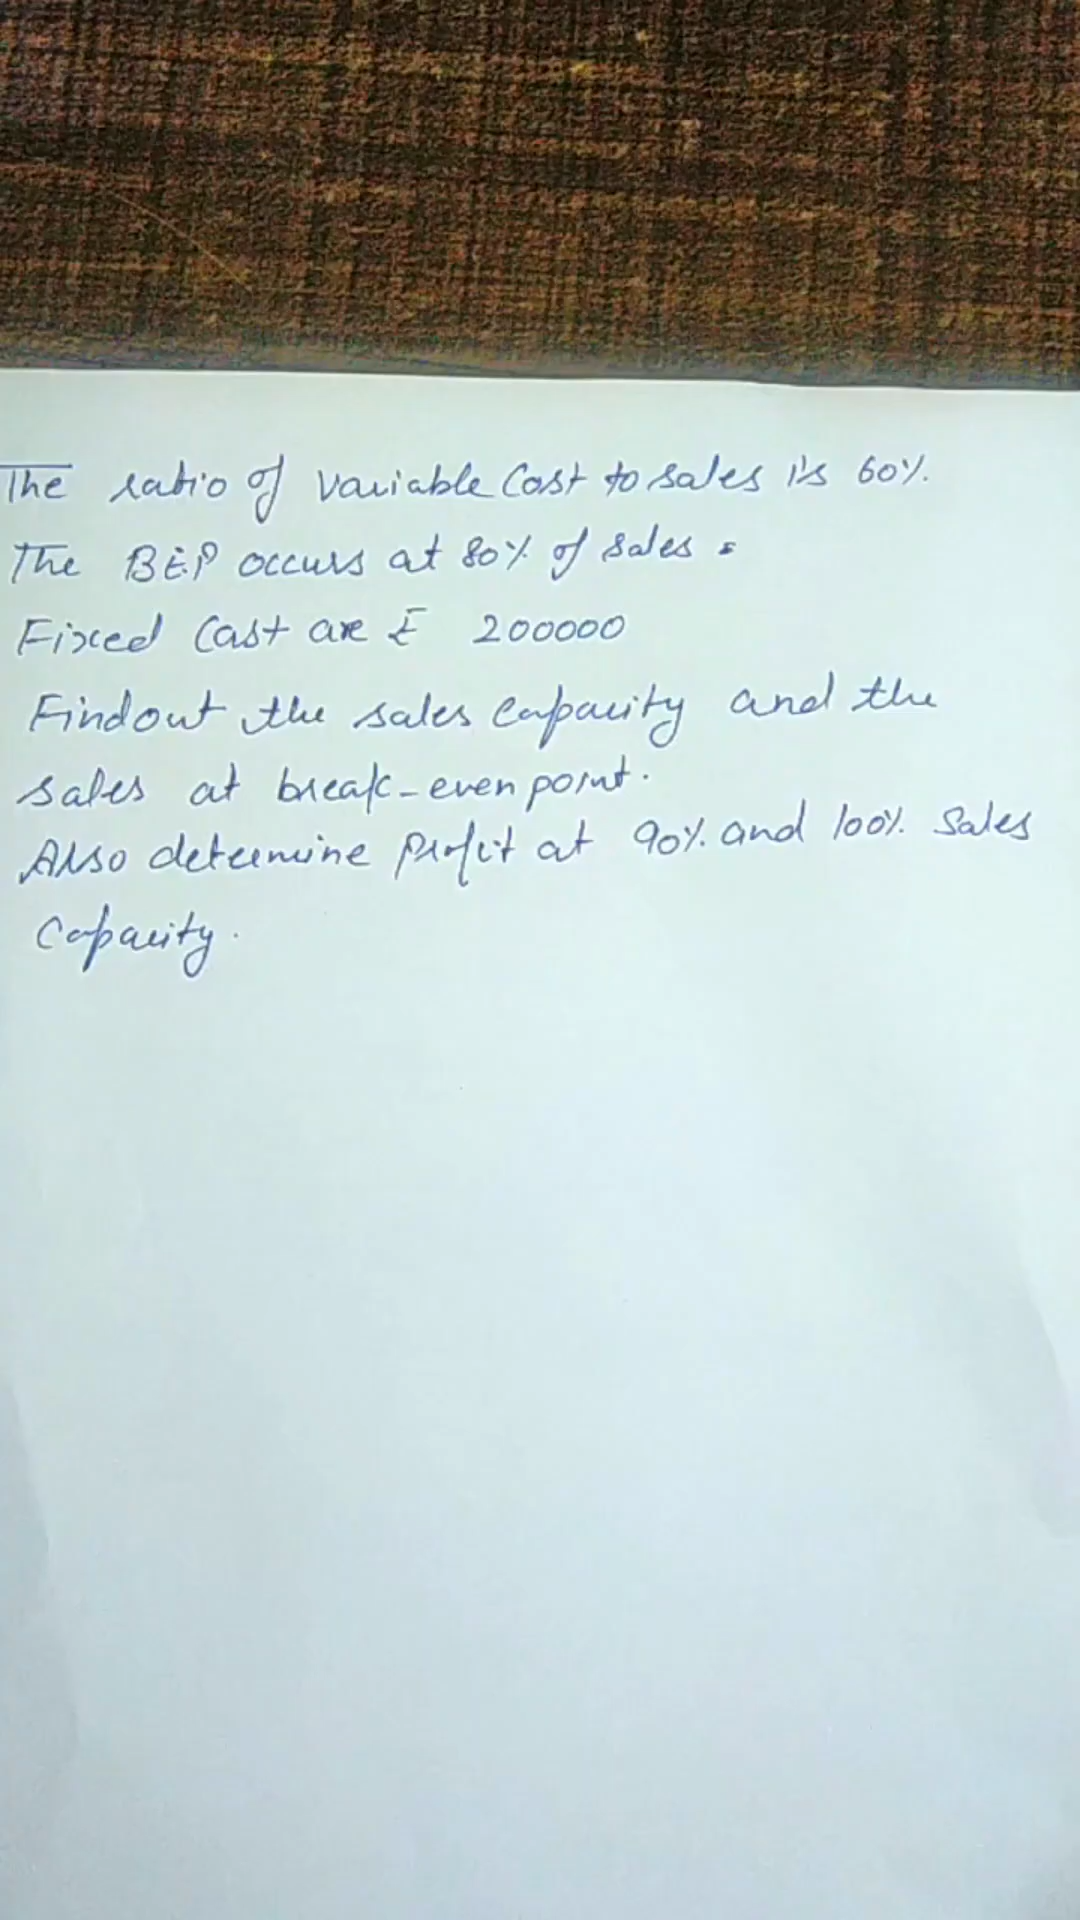 The ratio of variable Cost to sales is 60%.
The BEP occurs at 80% of sales.
Fixed Cast are £ 200000
Findout the sales capacity and the
sales at break-even point.
Also determine Profit at 90% and 100% Sales
Capacity.